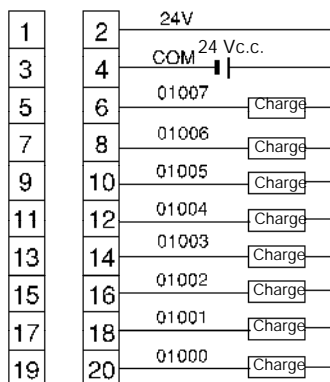 1 2 24V
3 4 COM 24 Vc.c.
5 6 01007 Charge
7 8 01006 Charge
9 10 01005 Charge
11 12 01004 Charge
13 14 01003 Charge
15 16 01002 Charge
17 18 01001 Charge
19 20 01000 Charge